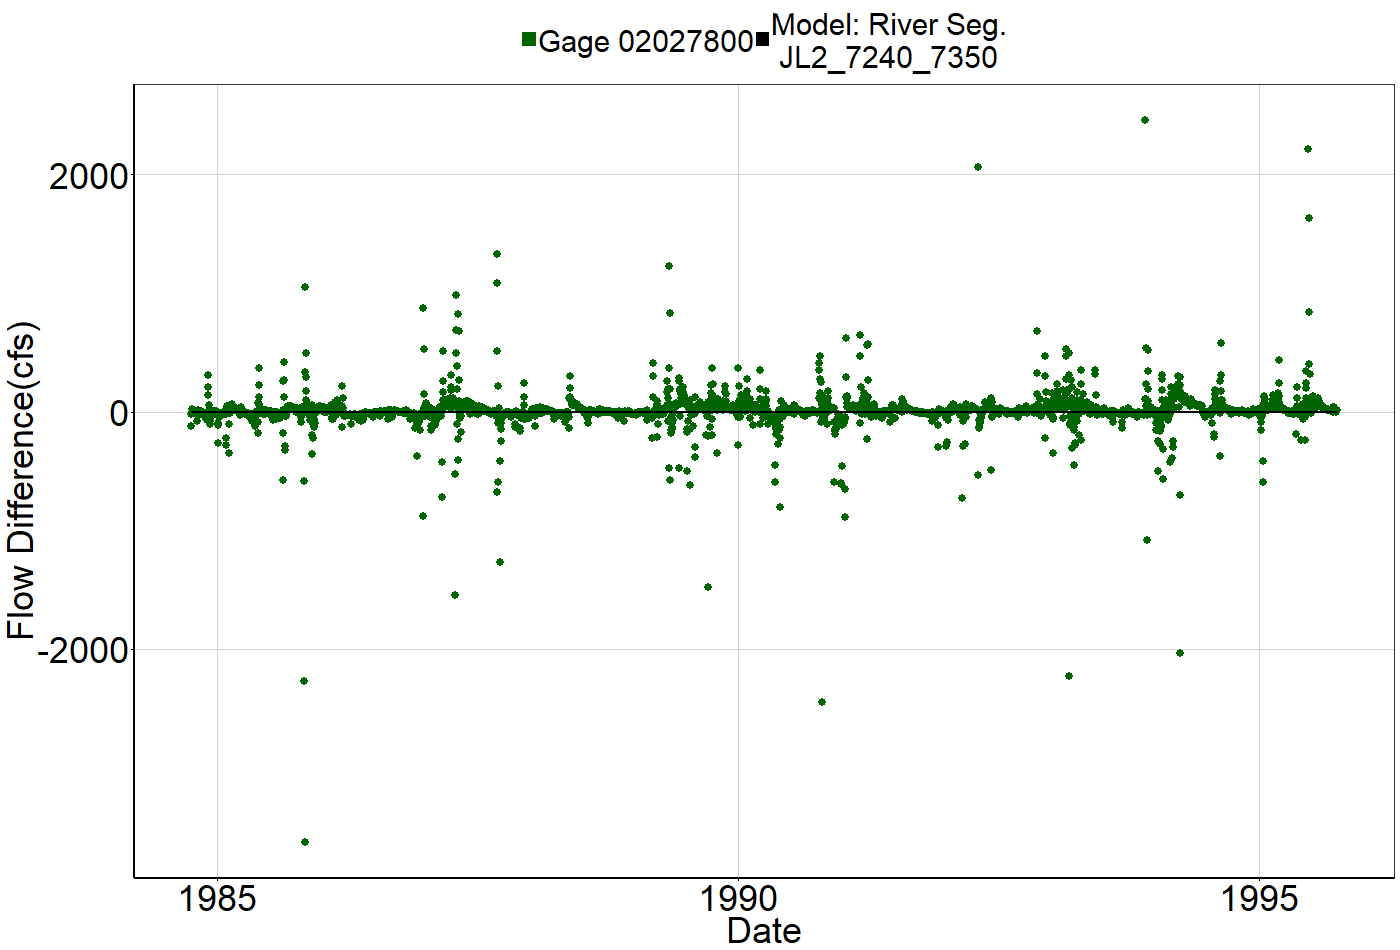 Gage 02027800
Model: River Seg.
JL2_7240_7350
Flow Difference(cfs)
2000
0
-2000
1985
1990
1995
Date